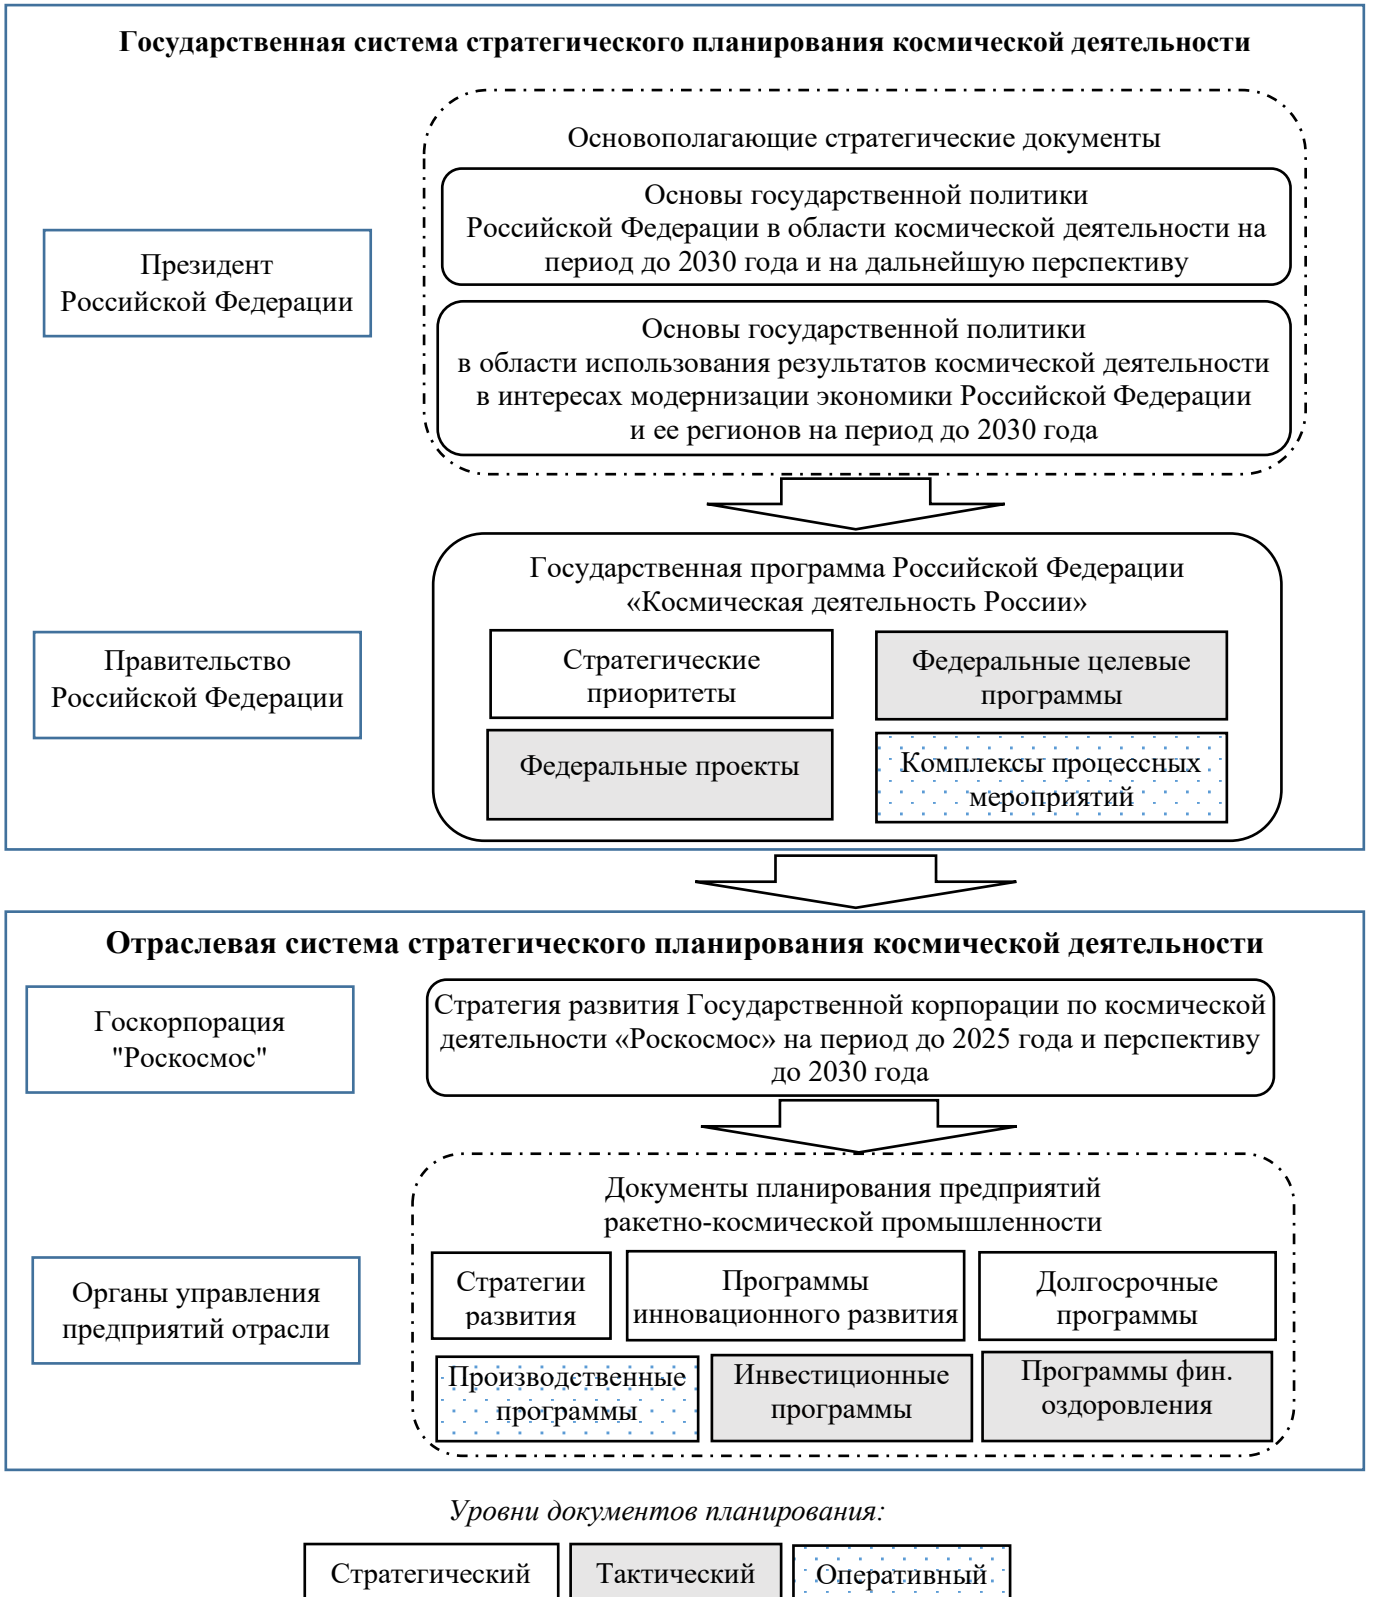 Государственная система стратегического планирования космической деятельности
Основополагающие стратегические документы
Основы государственной политики
Российской Федерации в области космической деятельности на
период до 2030 года и на дальнейшую перспективу
Президент
Российской Федерации
Основы государственной политики
в области использования результатов космической деятельности
в интересах модернизации экономики Российской Федерации
и ее регионов на период до 2030 года
Государственная программа Российской Федерации
«Космическая деятельность России»
Правительство
Российской Федерации
Стратегические
приоритеты
Федеральные целевые
программы
Федеральные проекты
Комплексы процессных
мероприятий
Отраслевая система стратегического планирования космической деятельности
Госкорпорация
"Роскосмос"
Стратегия развития Государственной корпорации по космической
деятельности «Роскосмос» на период до 2025 года и перспективу
до 2030 года
Документы планирования предприятий
ракетно-космической промышленности
Органы управления
предприятий отрасли
Стратегии
развития
Программы
инновационного развития
Долгосрочные
программы
Производственные
программы
Инвестиционные
программы
Программы фин.
оздоровления
Уровни документов планирования:
Стратегический
Тактический
Оперативный